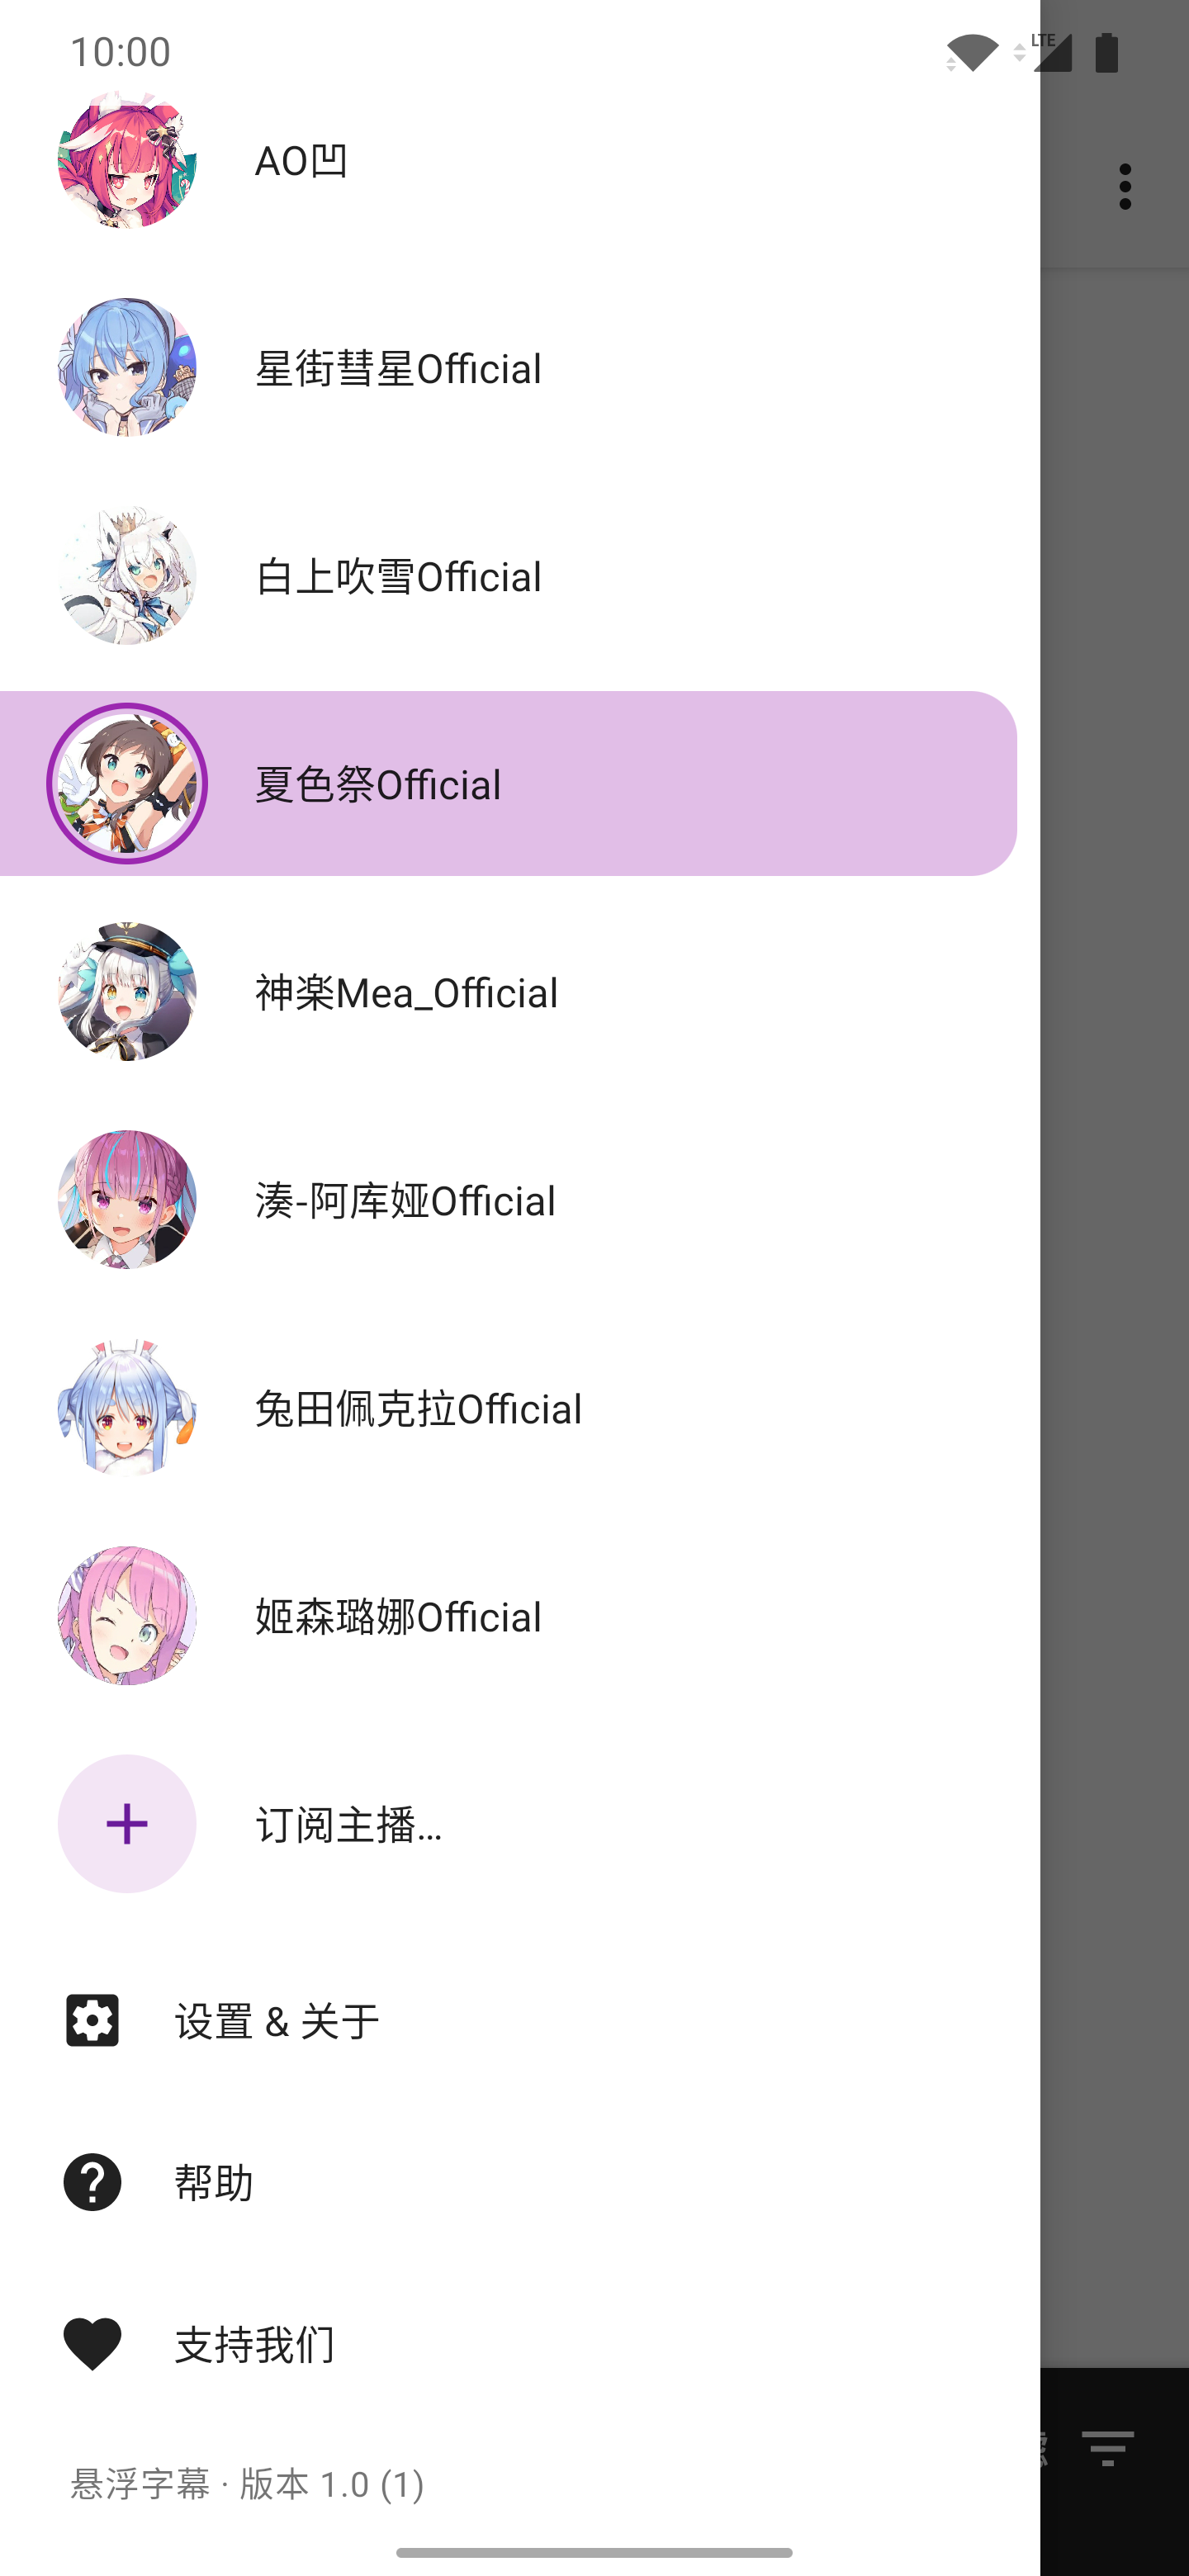 10:00
LTE
AO凹
星街彗星Official
白上吹雪Official
夏色祭Official
神楽Mea_Official
湊-阿库娅Official
兔田佩克拉Official
姬森璐娜Official
订阅主播...
设置 & 关于
帮助
支持我们
悬浮字幕 · 版本 1.0 (1)